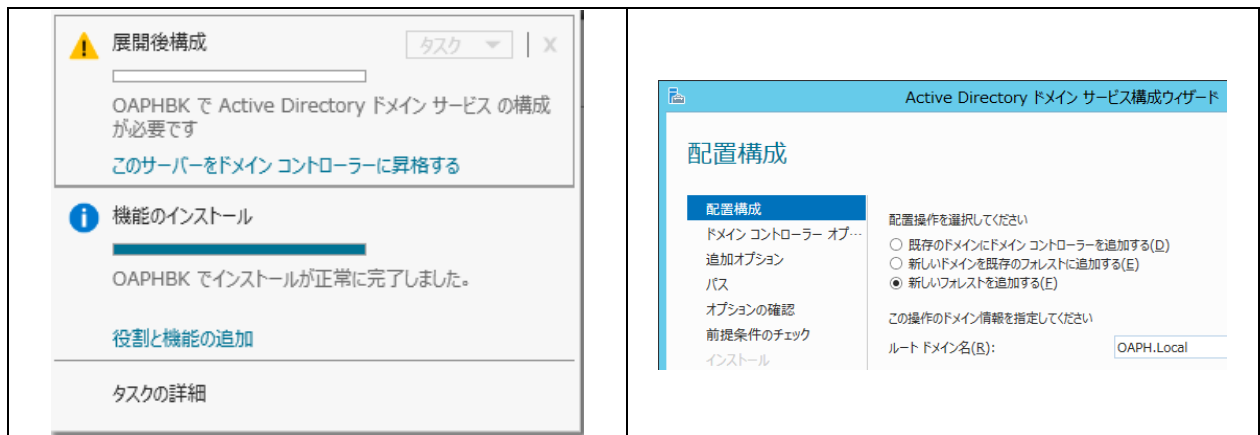 展開後構成
タスク
X
OAPHBK で Active Directory ドメイン サービス の構成
が必要です
このサーバーをドメイン コントローラーに昇格する
機能のインストール
OAPHBK でインストールが正常に完了しました。
役割と機能の追加
タスクの詳細
Active Directory ドメイン サービス構成ウィザード
配置構成
配置構成
ドメイン コントローラー オプ…
追加オプション
パス
オプションの確認
前提条件のチェック
インストール
配置操作を選択してください
既存のドメインにドメイン コントローラーを追加する(D)
新しいドメインを既存のフォレストに追加する(E)
新しいフォレストを追加する(F)
この操作のドメイン情報を指定してください
ルート ドメイン名(R): OAPH.Local